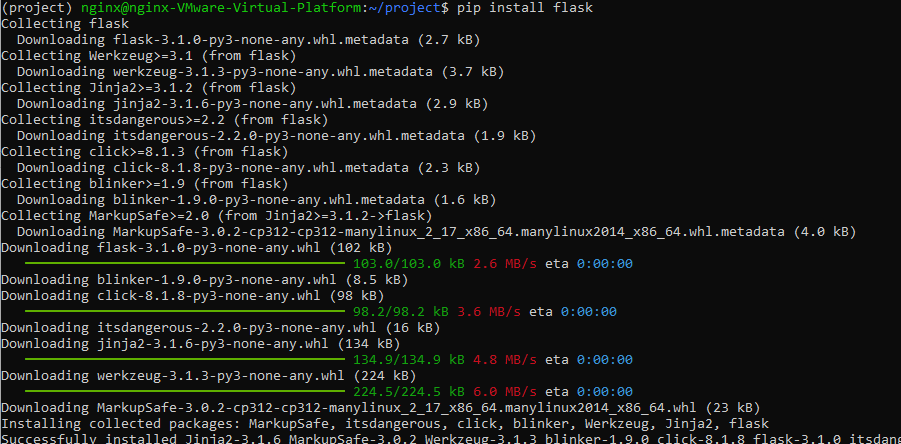 (project) nginx@nginx-VMware-Virtual-Platform:~/project$ pip install flask
Collecting flask
  Downloading flask-3.1.0-py3-none-any.whl.metadata (2.7 kB)
Collecting Werkzeug>=3.1 (from flask)
  Downloading werkzeug-3.1.3-py3-none-any.whl.metadata (3.7 kB)
Collecting Jinja2>=3.1.2 (from flask)
  Downloading jinja2-3.1.6-py3-none-any.whl.metadata (2.9 kB)
Collecting itsdangerous>=2.2 (from flask)
  Downloading itsdangerous-2.2.0-py3-none-any.whl.metadata (1.9 kB)
Collecting click>=8.1.3 (from flask)
  Downloading click-8.1.8-py3-none-any.whl.metadata (2.3 kB)
Collecting blinker>=1.9 (from flask)
  Downloading blinker-1.9.0-py3-none-any.whl.metadata (1.6 kB)
Collecting MarkupSafe>=2.0 (from Jinja2>=3.1.2->flask)
  Downloading MarkupSafe-3.0.2-cp312-cp312-manylinux_2_17_x86_64.manylinux2014_x86_64.whl.metadata (4.0 kB)
Downloading flask-3.1.0-py3-none-any.whl (102 kB)
103.0/103.0 kB 2.6 MB/s eta 0:00:00
Downloading blinker-1.9.0-py3-none-any.whl (8.5 kB)
Downloading click-8.1.8-py3-none-any.whl (98 kB)
98.2/98.2 kB 3.6 MB/s eta 0:00:00
Downloading itsdangerous-2.2.0-py3-none-any.whl (16 kB)
Downloading jinja2-3.1.6-py3-none-any.whl (134 kB)
134.9/134.9 kB 4.8 MB/s eta 0:00:00
Downloading werkzeug-3.1.3-py3-none-any.whl (224 kB)
224.5/224.5 kB 6.0 MB/s eta 0:00:00
Downloading MarkupSafe-3.0.2-cp312-cp312-manylinux_2_17_x86_64.manylinux2014_x86_64.whl (23 kB)
Installing collected packages: MarkupSafe, itsdangerous, click, blinker, Werkzeug, Jinja2, flask
Successfully installed Jinja2-3.1.6 MarkupSafe-3.0.2 Werkzeug-3.1.3 blinker-1.9.0 click-8.1.8 flask-3.1.0 itsd